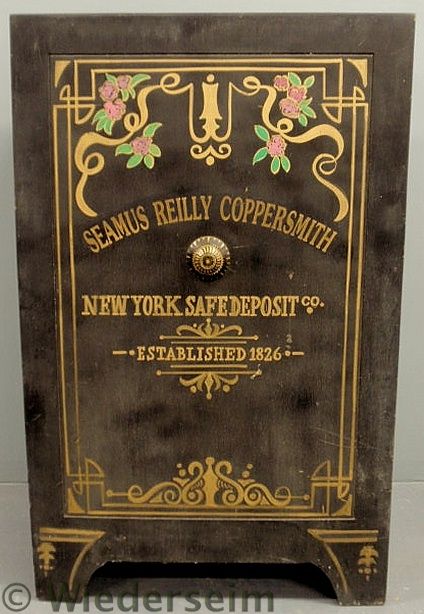 SEAMUS REILLY COPPERSMITH
NEW YORK SAFE DEPOSIT CO.
ESTABLISHED 1826
© Wiederseim